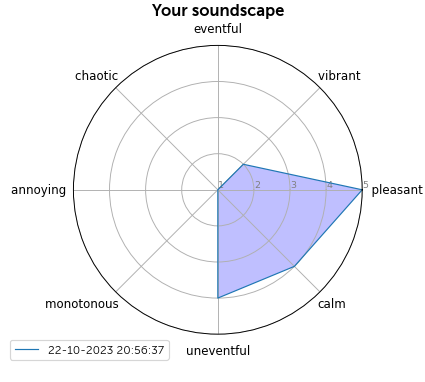 Your soundscape
eventful
chaotic
vibrant
annoying
1
2
3
4
5
pleasant
monotonous
calm
uneventful
22-10-2023 20:56:37